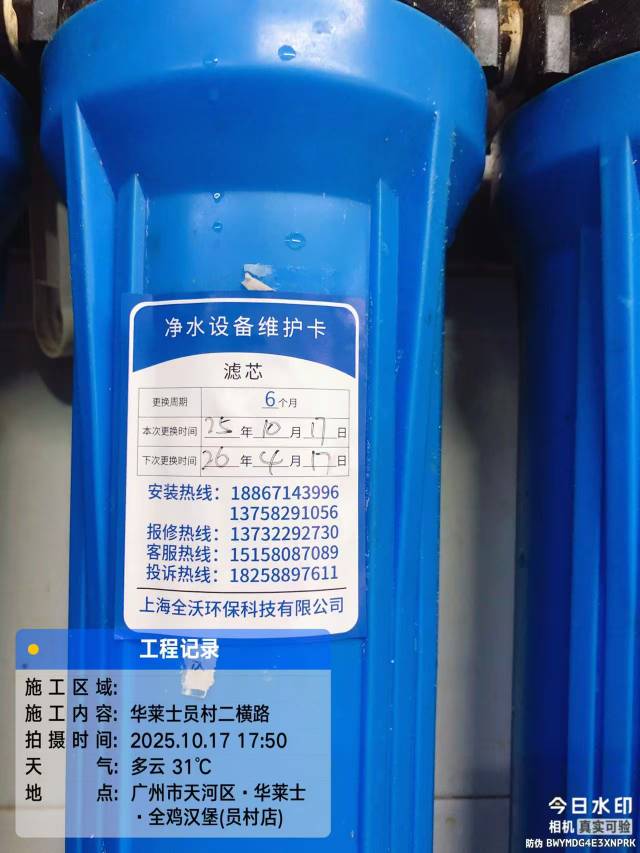 净水设备维护卡
滤芯
更换周期 6个月
本次更换时间 25年10月17日
下次更换时间 26年4月17日
安装热线：18867143996
13758291056
报修热线：13732292730
客服热线：15158087089
投诉热线：18258897611
上海全沃环保科技有限公司
工程记录
施工区域：
施工内容：华莱士员村二横路
拍摄时间：2025.10.17 17:50
天气：多云 31℃
地点：广州市天河区·华莱士
·全鸡汉堡(员村店)
今日水印
相机 真实可验
防伪 BWYMDG4E3XNPRK